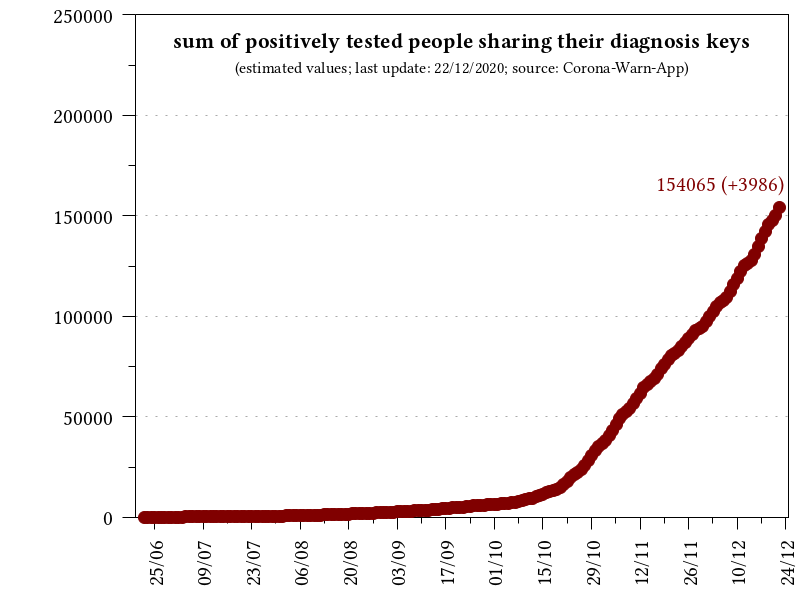 sum of positively tested people sharing their diagnosis keys
(estimated values; last update: 22/12/2020; source: Corona-Warn-App)
250000
200000
154065 (+3986)
150000
100000
50000
0
25/06 09/07 23/07 06/08 20/08 03/09 17/09 01/10 15/10 29/10 12/11 26/11 10/12 24/12